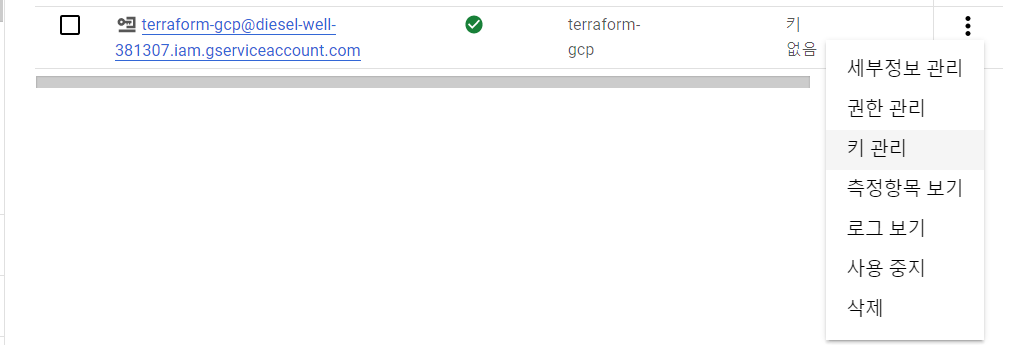 terraform-gcp@diesel-well-
381307.iam.gserviceaccount.com
terraform-
gcp
키
없음
세부정보 관리
권한 관리
키 관리
측정항목 보기
로그 보기
사용 중지
삭제